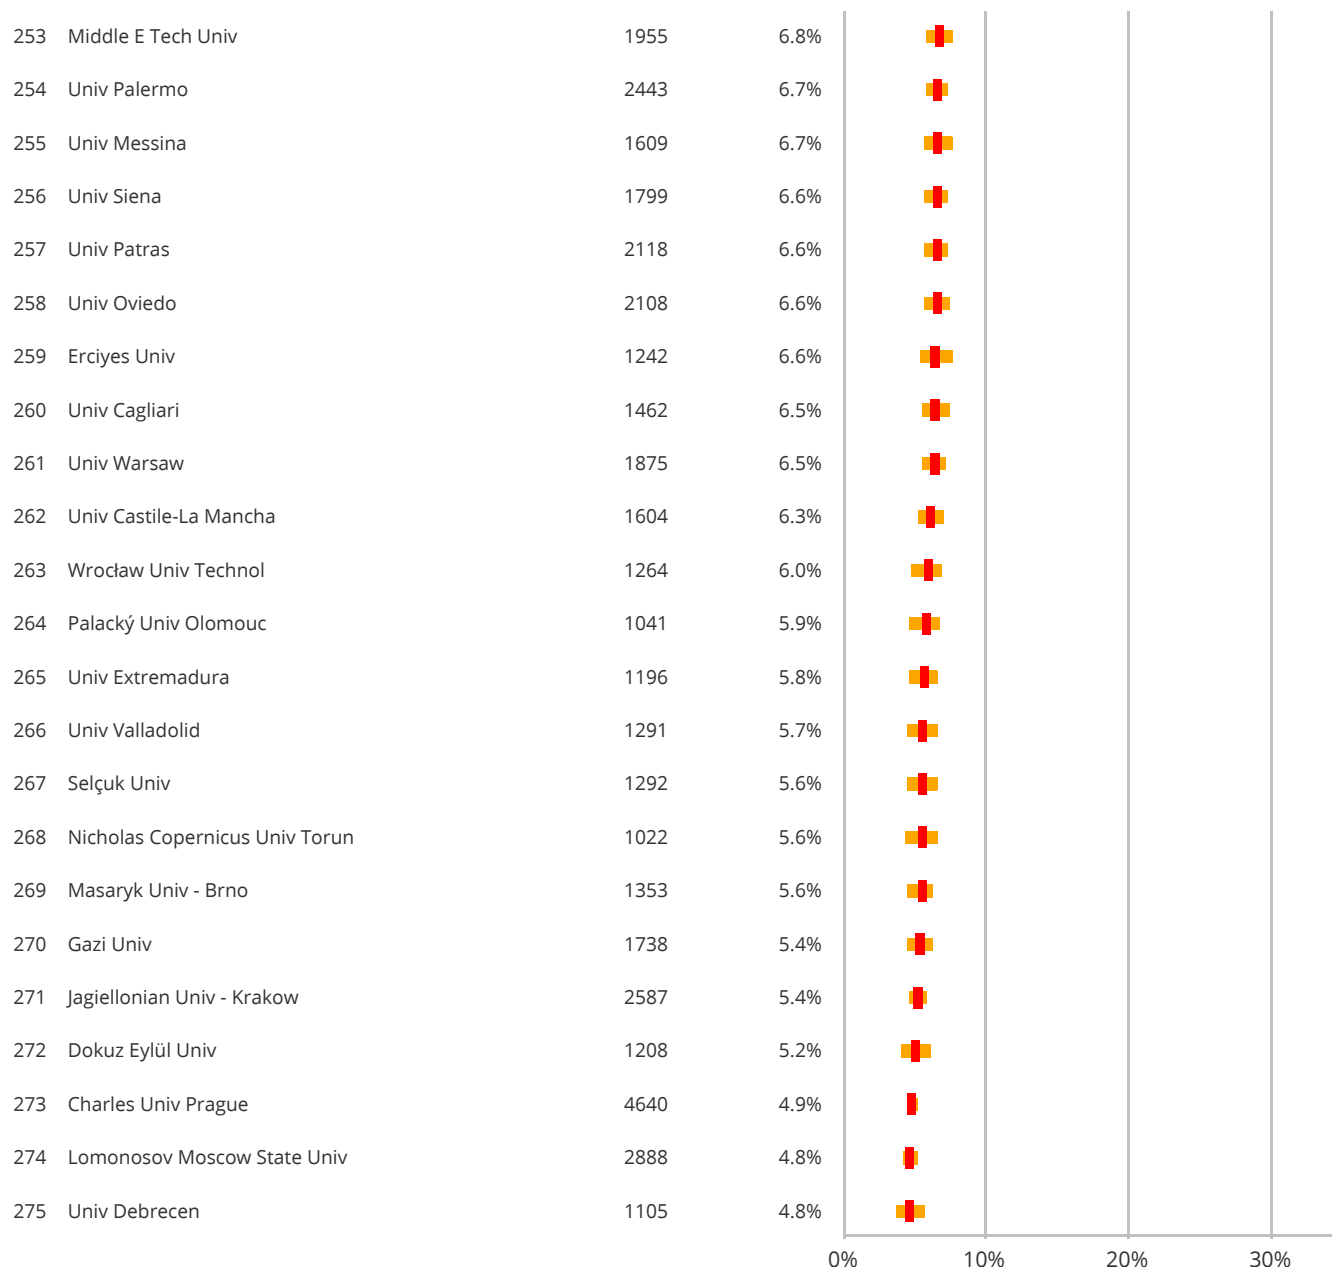 253 Middle E Tech Univ 1955 6.8%
254 Univ Palermo 2443 6.7%
255 Univ Messina 1609 6.7%
256 Univ Siena 1799 6.6%
257 Univ Patras 2118 6.6%
258 Univ Oviedo 2108 6.6%
259 Erciyes Univ 1242 6.6%
260 Univ Cagliari 1462 6.5%
261 Univ Warsaw 1875 6.5%
262 Univ Castile-La Mancha 1604 6.3%
263 Wrocław Univ Technol 1264 6.0%
264 Palacký Univ Olomouc 1041 5.9%
265 Univ Extremadura 1196 5.8%
266 Univ Valladolid 1291 5.7%
267 Selçuk Univ 1292 5.6%
268 Nicholas Copernicus Univ Torun 1022 5.6%
269 Masaryk Univ - Brno 1353 5.6%
270 Gazi Univ 1738 5.4%
271 Jagiellonian Univ - Krakow 2587 5.4%
272 Dokuz Eylül Univ 1208 5.2%
273 Charles Univ Prague 4640 4.9%
274 Lomonosov Moscow State Univ 2888 4.8%
275 Univ Debrecen 1105 4.8%
0% 10% 20% 30%